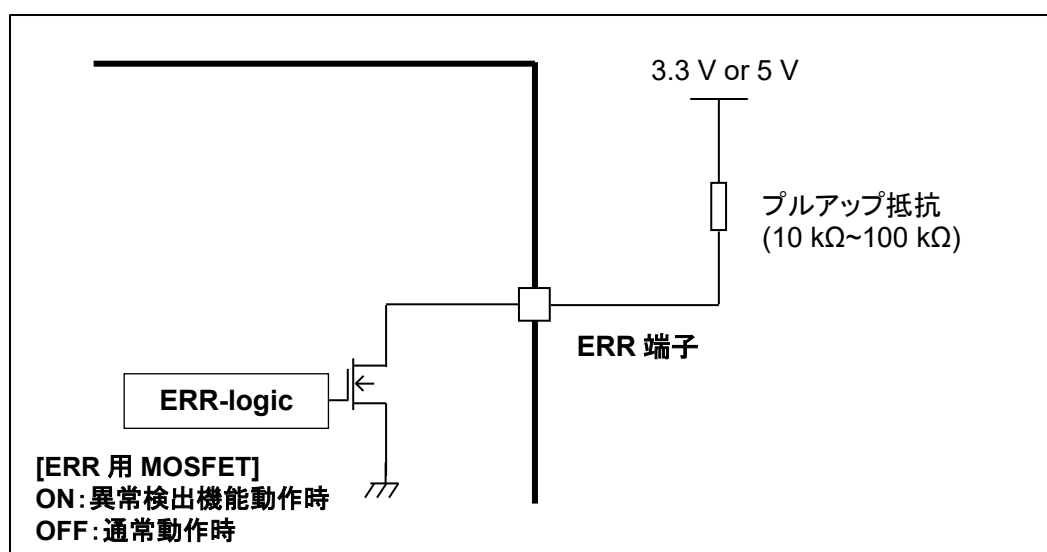 3.3 V or 5 V
プルアップ抵抗
(10 kΩ~100 kΩ)
ERR 端子
ERR-logic
[ERR 用 MOSFET]
ON:異常検出機能動作時
OFF:通常動作時